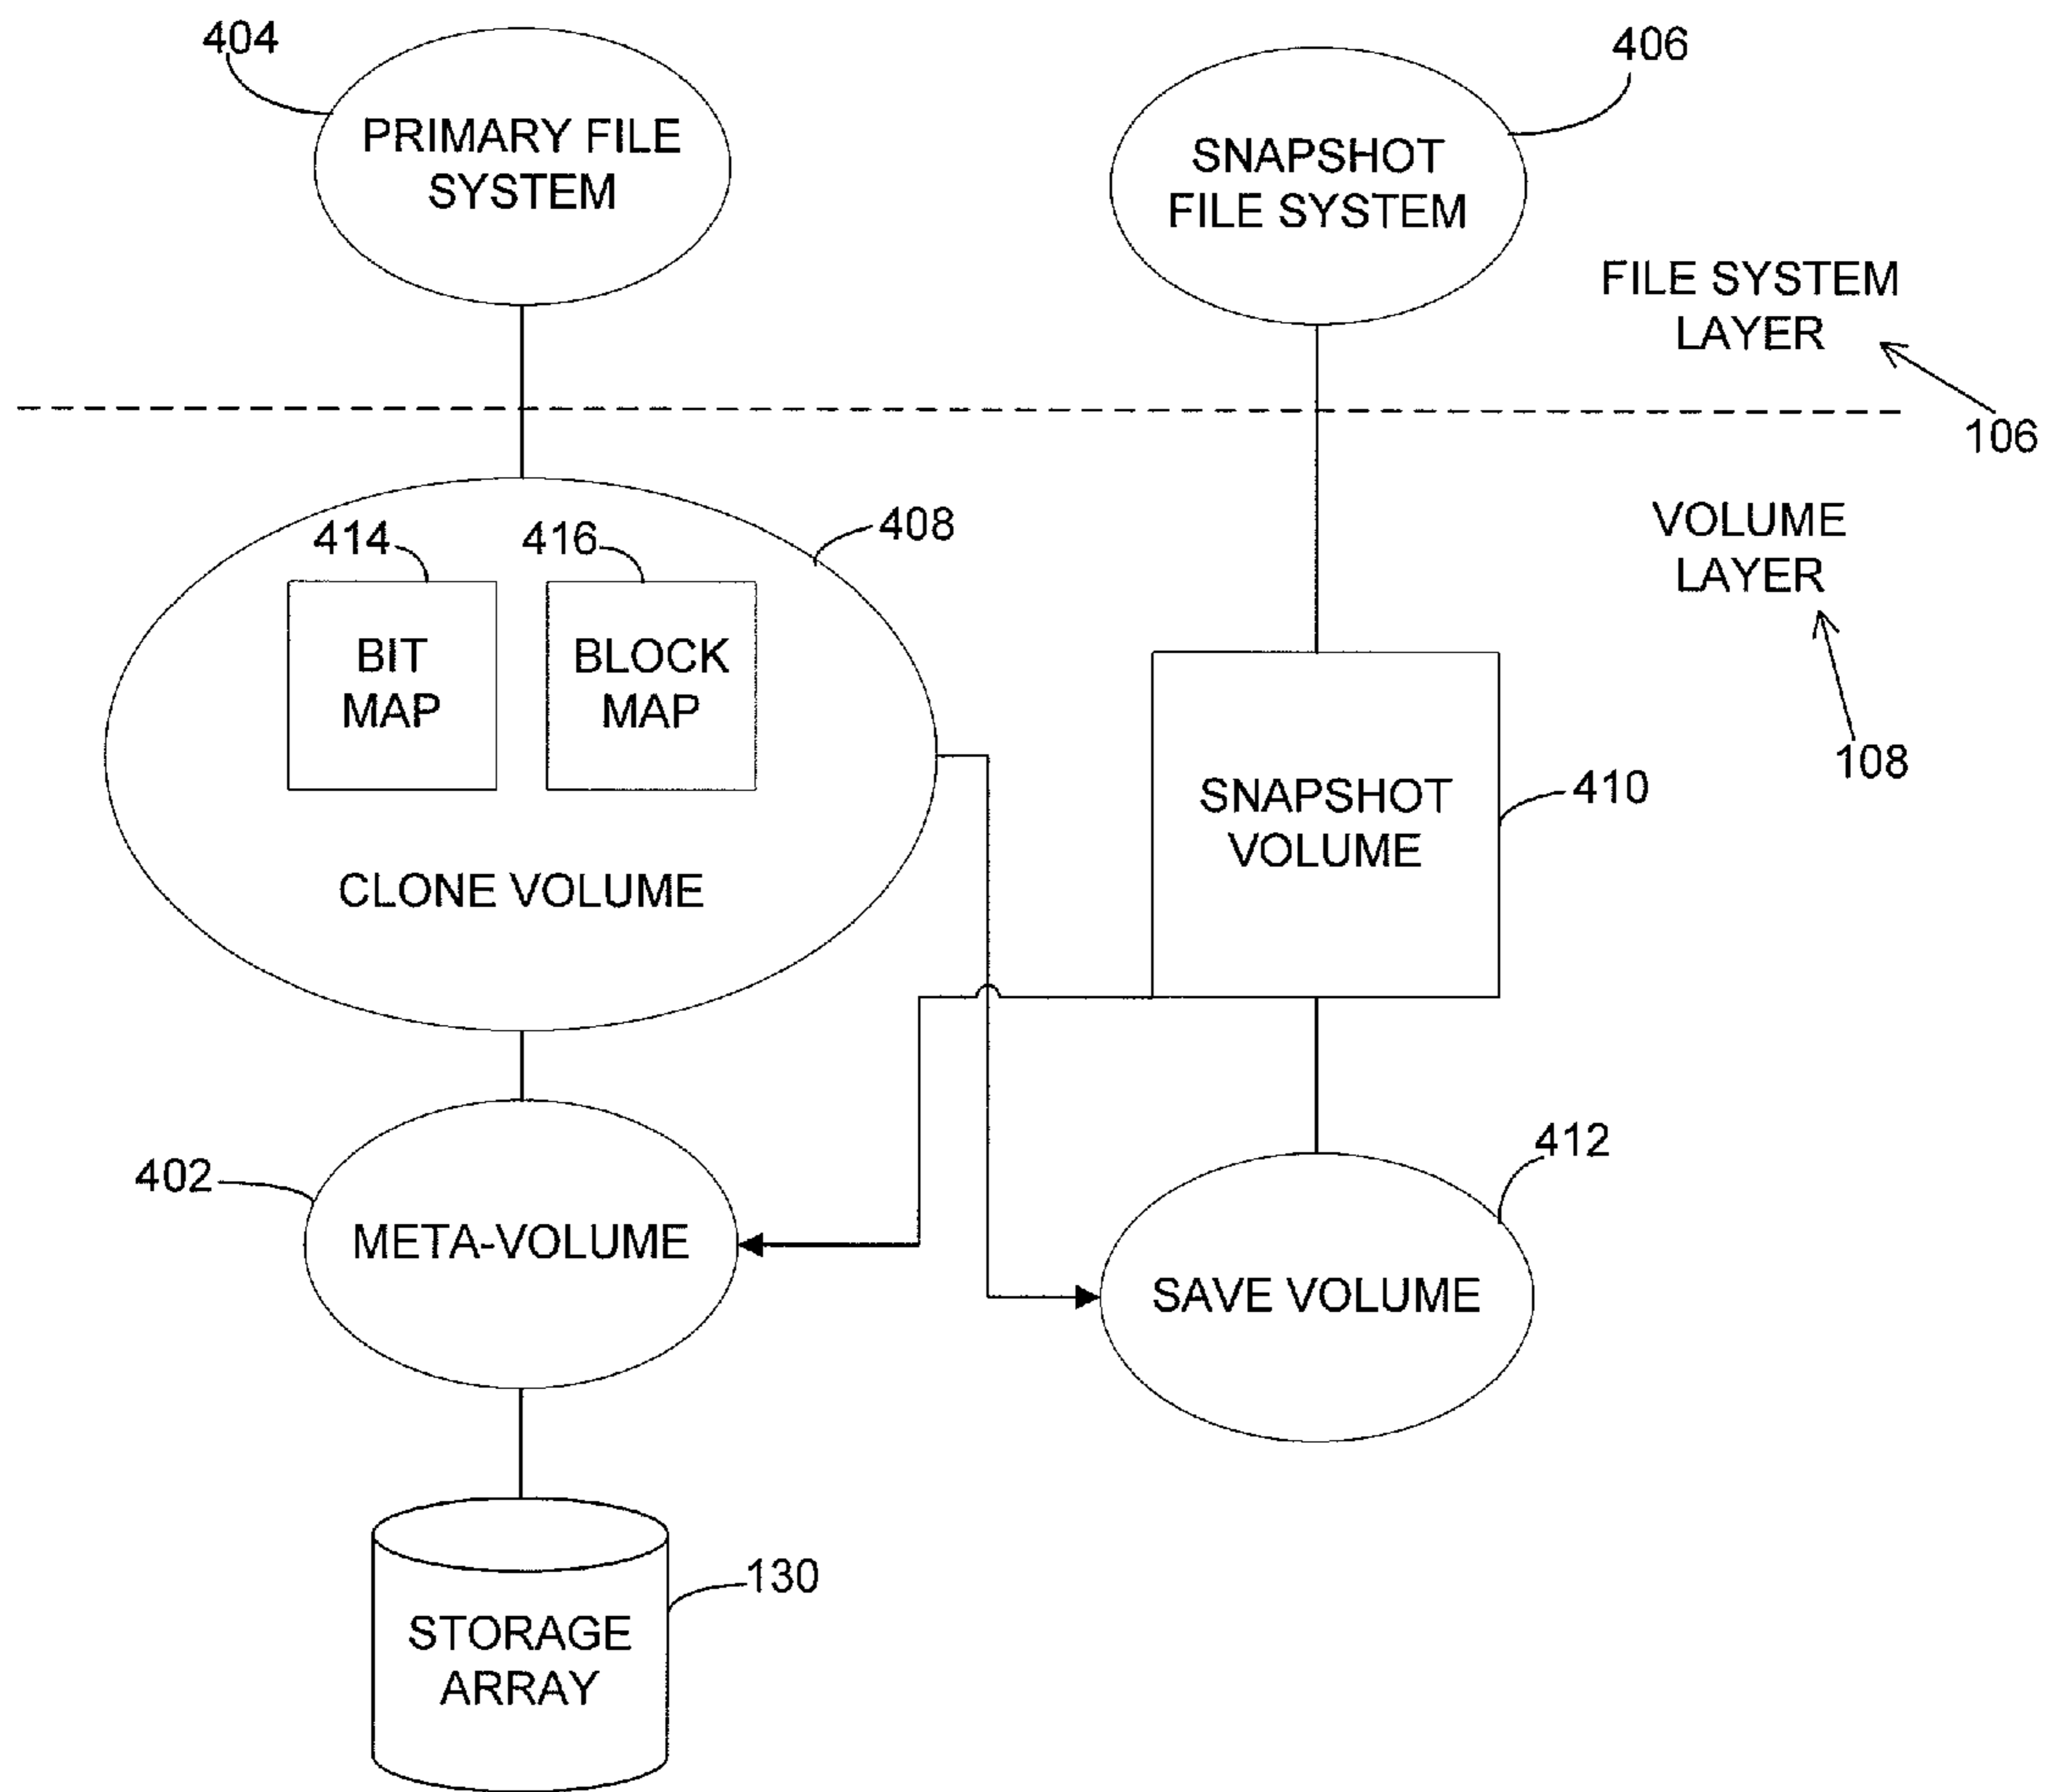 404
PRIMARY FILE
SYSTEM
406
SNAPSHOT
FILE SYSTEM
FILE SYSTEM
LAYER
106
408
414
416
BIT
MAP
BLOCK
MAP
CLONE VOLUME
VOLUME
LAYER
108
SNAPSHOT
VOLUME
410
402
META-VOLUME
412
SAVE VOLUME
130
STORAGE
ARRAY